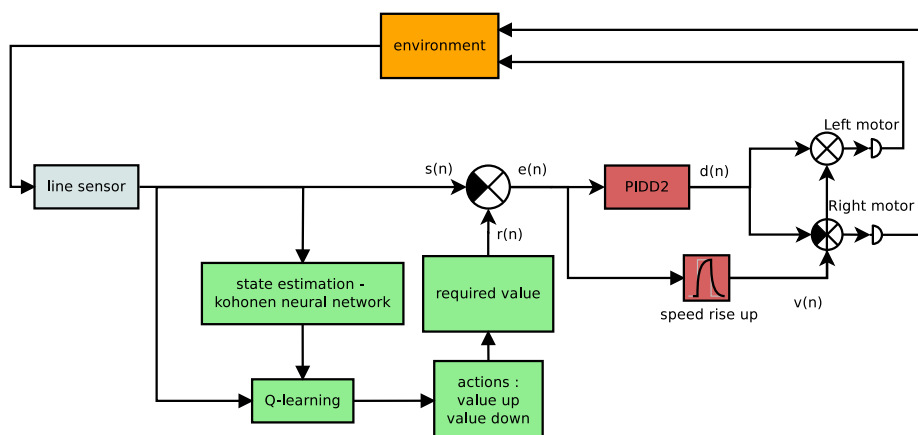 environment
Left motor
line sensor
s(n)
e(n)
PIDD2
d(n)
Right motor
r(n)
state estimation -
kohonen neural network
required value
speed rise up
v(n)
Q-learning
actions :
value up
value down